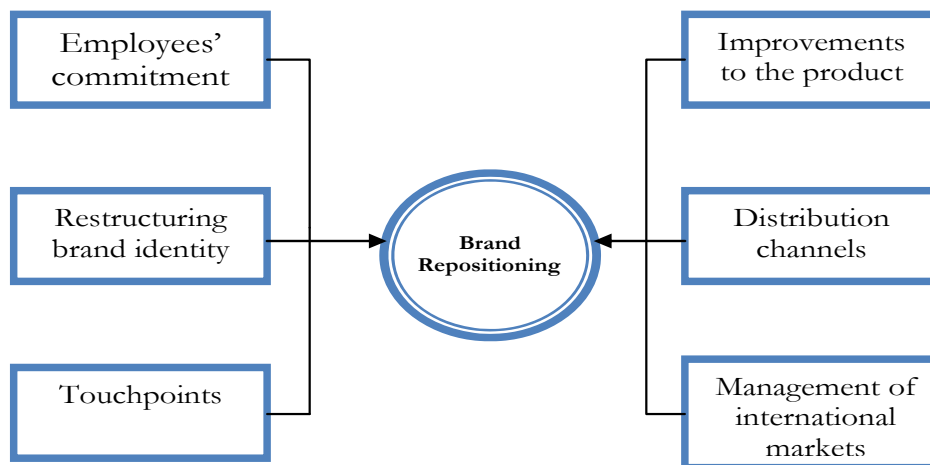 Employees’
commitment
Restructuring
brand identity
Touchpoints
Brand
Repositioning
Improvements
to the product
Distribution
channels
Management of
international
markets